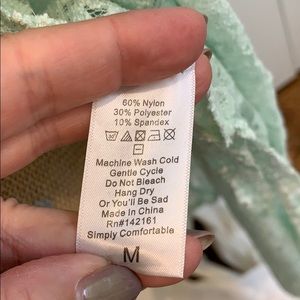 60% Nylon
30% Polyester
10% Spandex
Machine Wash Cold
Gentle Cycle
Do Not Bleach
Hang Dry
Or You'll Be Sad
Made in China
Rn#142161
Simply Comfortable
M